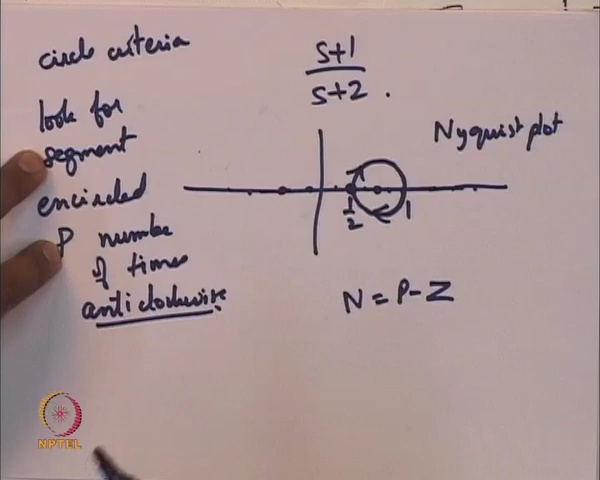 circle criteria
look for
segment
encircled
P number
of times
anticlockwise.
s+1
s+2 .
Nyquist plot
1
2
1
N = P - Z
NPTEL